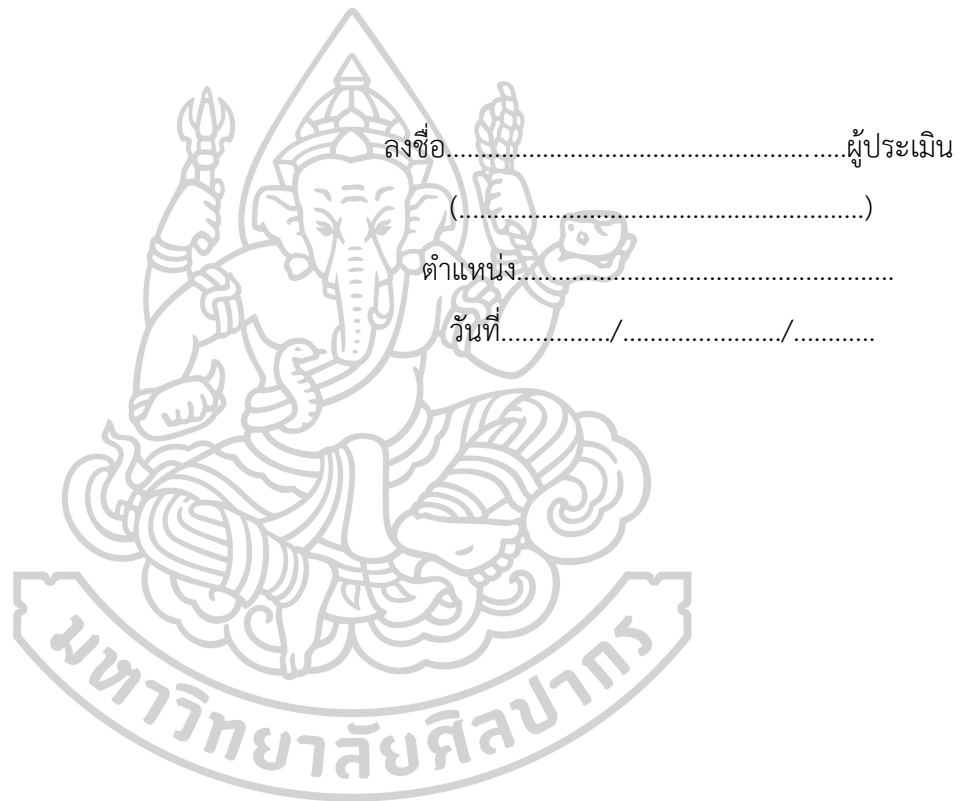 ลงชื่อ..........................................................ผู้ประเมิน
(..........................................................)
ตำแหน่ง......................................................
วันที่................/......................./............
มหาวิทยาลัยศิลปากร